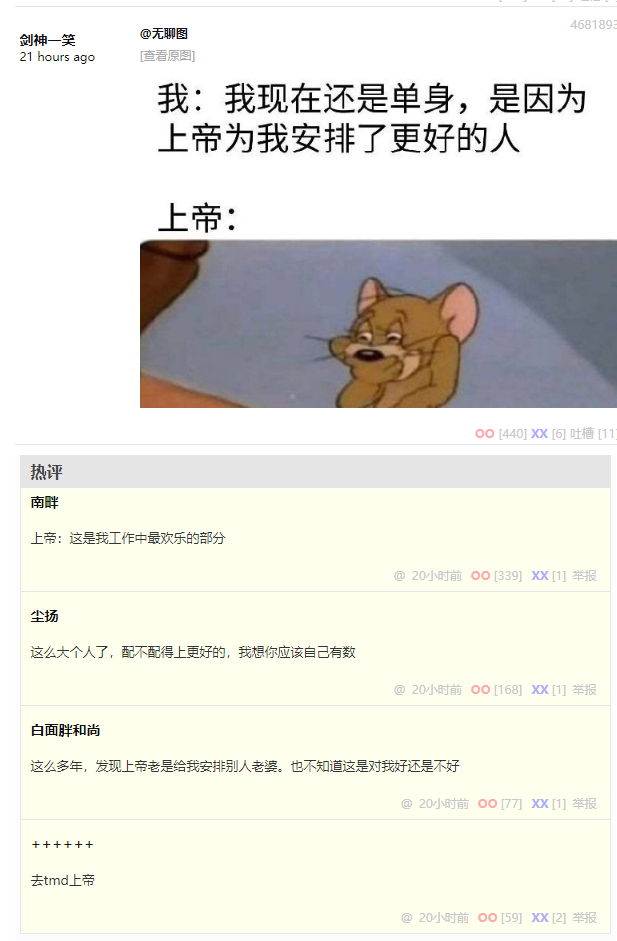 剑神一笑
21 hours ago
@无聊图
4681893
[查看原图]
我：我现在还是单身，是因为
上帝为我安排了更好的人
上帝：
OO [440] XX [6] 吐槽 [11]
热评
南畔
上帝：这是我工作中最欢乐的部分
@ 20小时前 OO [339] XX [1] 举报
尘扬
这么大个人了，配不配得上更好的，我想你应该自己有数
@ 20小时前 OO [168] XX [1] 举报
白面胖和尚
这么多年，发现上帝老是给我安排别人老婆。也不知道这是对我好还是不好
@ 20小时前 OO [77] XX [1] 举报
++++++
去tmd上帝
@ 20小时前 OO [59] XX [2] 举报